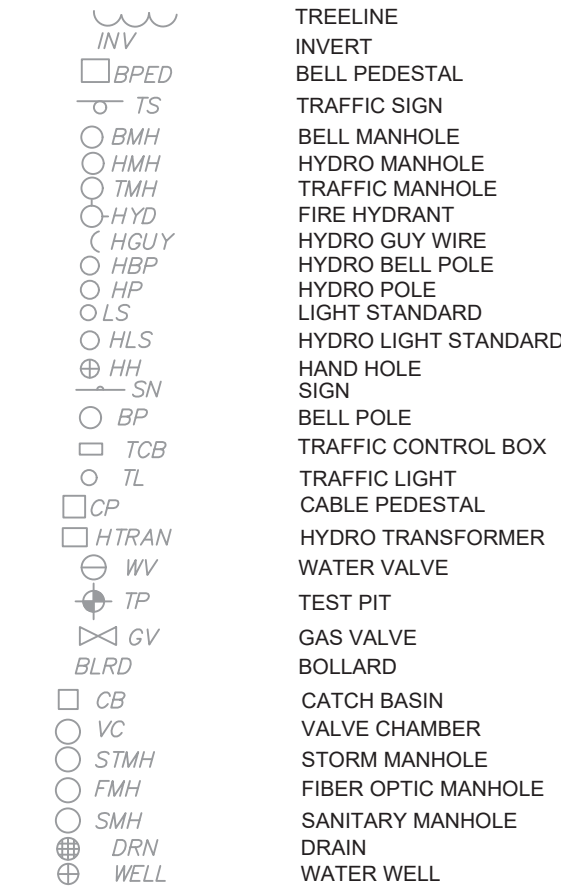 TREELINE
INV INVERT
BPED BELL PEDESTAL
TS TRAFFIC SIGN
BMH BELL MANHOLE
HMH HYDRO MANHOLE
TMH TRAFFIC MANHOLE
HYD FIRE HYDRANT
HGUY HYDRO GUY WIRE
HBP HYDRO BELL POLE
HP HYDRO POLE
LS LIGHT STANDARD
HLS HYDRO LIGHT STANDARD
HH HAND HOLE
SN SIGN
BP BELL POLE
TCB TRAFFIC CONTROL BOX
TL TRAFFIC LIGHT
CP CABLE PEDESTAL
HTRAN HYDRO TRANSFORMER
WV WATER VALVE
TP TEST PIT
GV GAS VALVE
BLRD BOLLARD
CB CATCH BASIN
VC VALVE CHAMBER
STMH STORM MANHOLE
FMH FIBER OPTIC MANHOLE
SMH SANITARY MANHOLE
DRN DRAIN
WELL WATER WELL